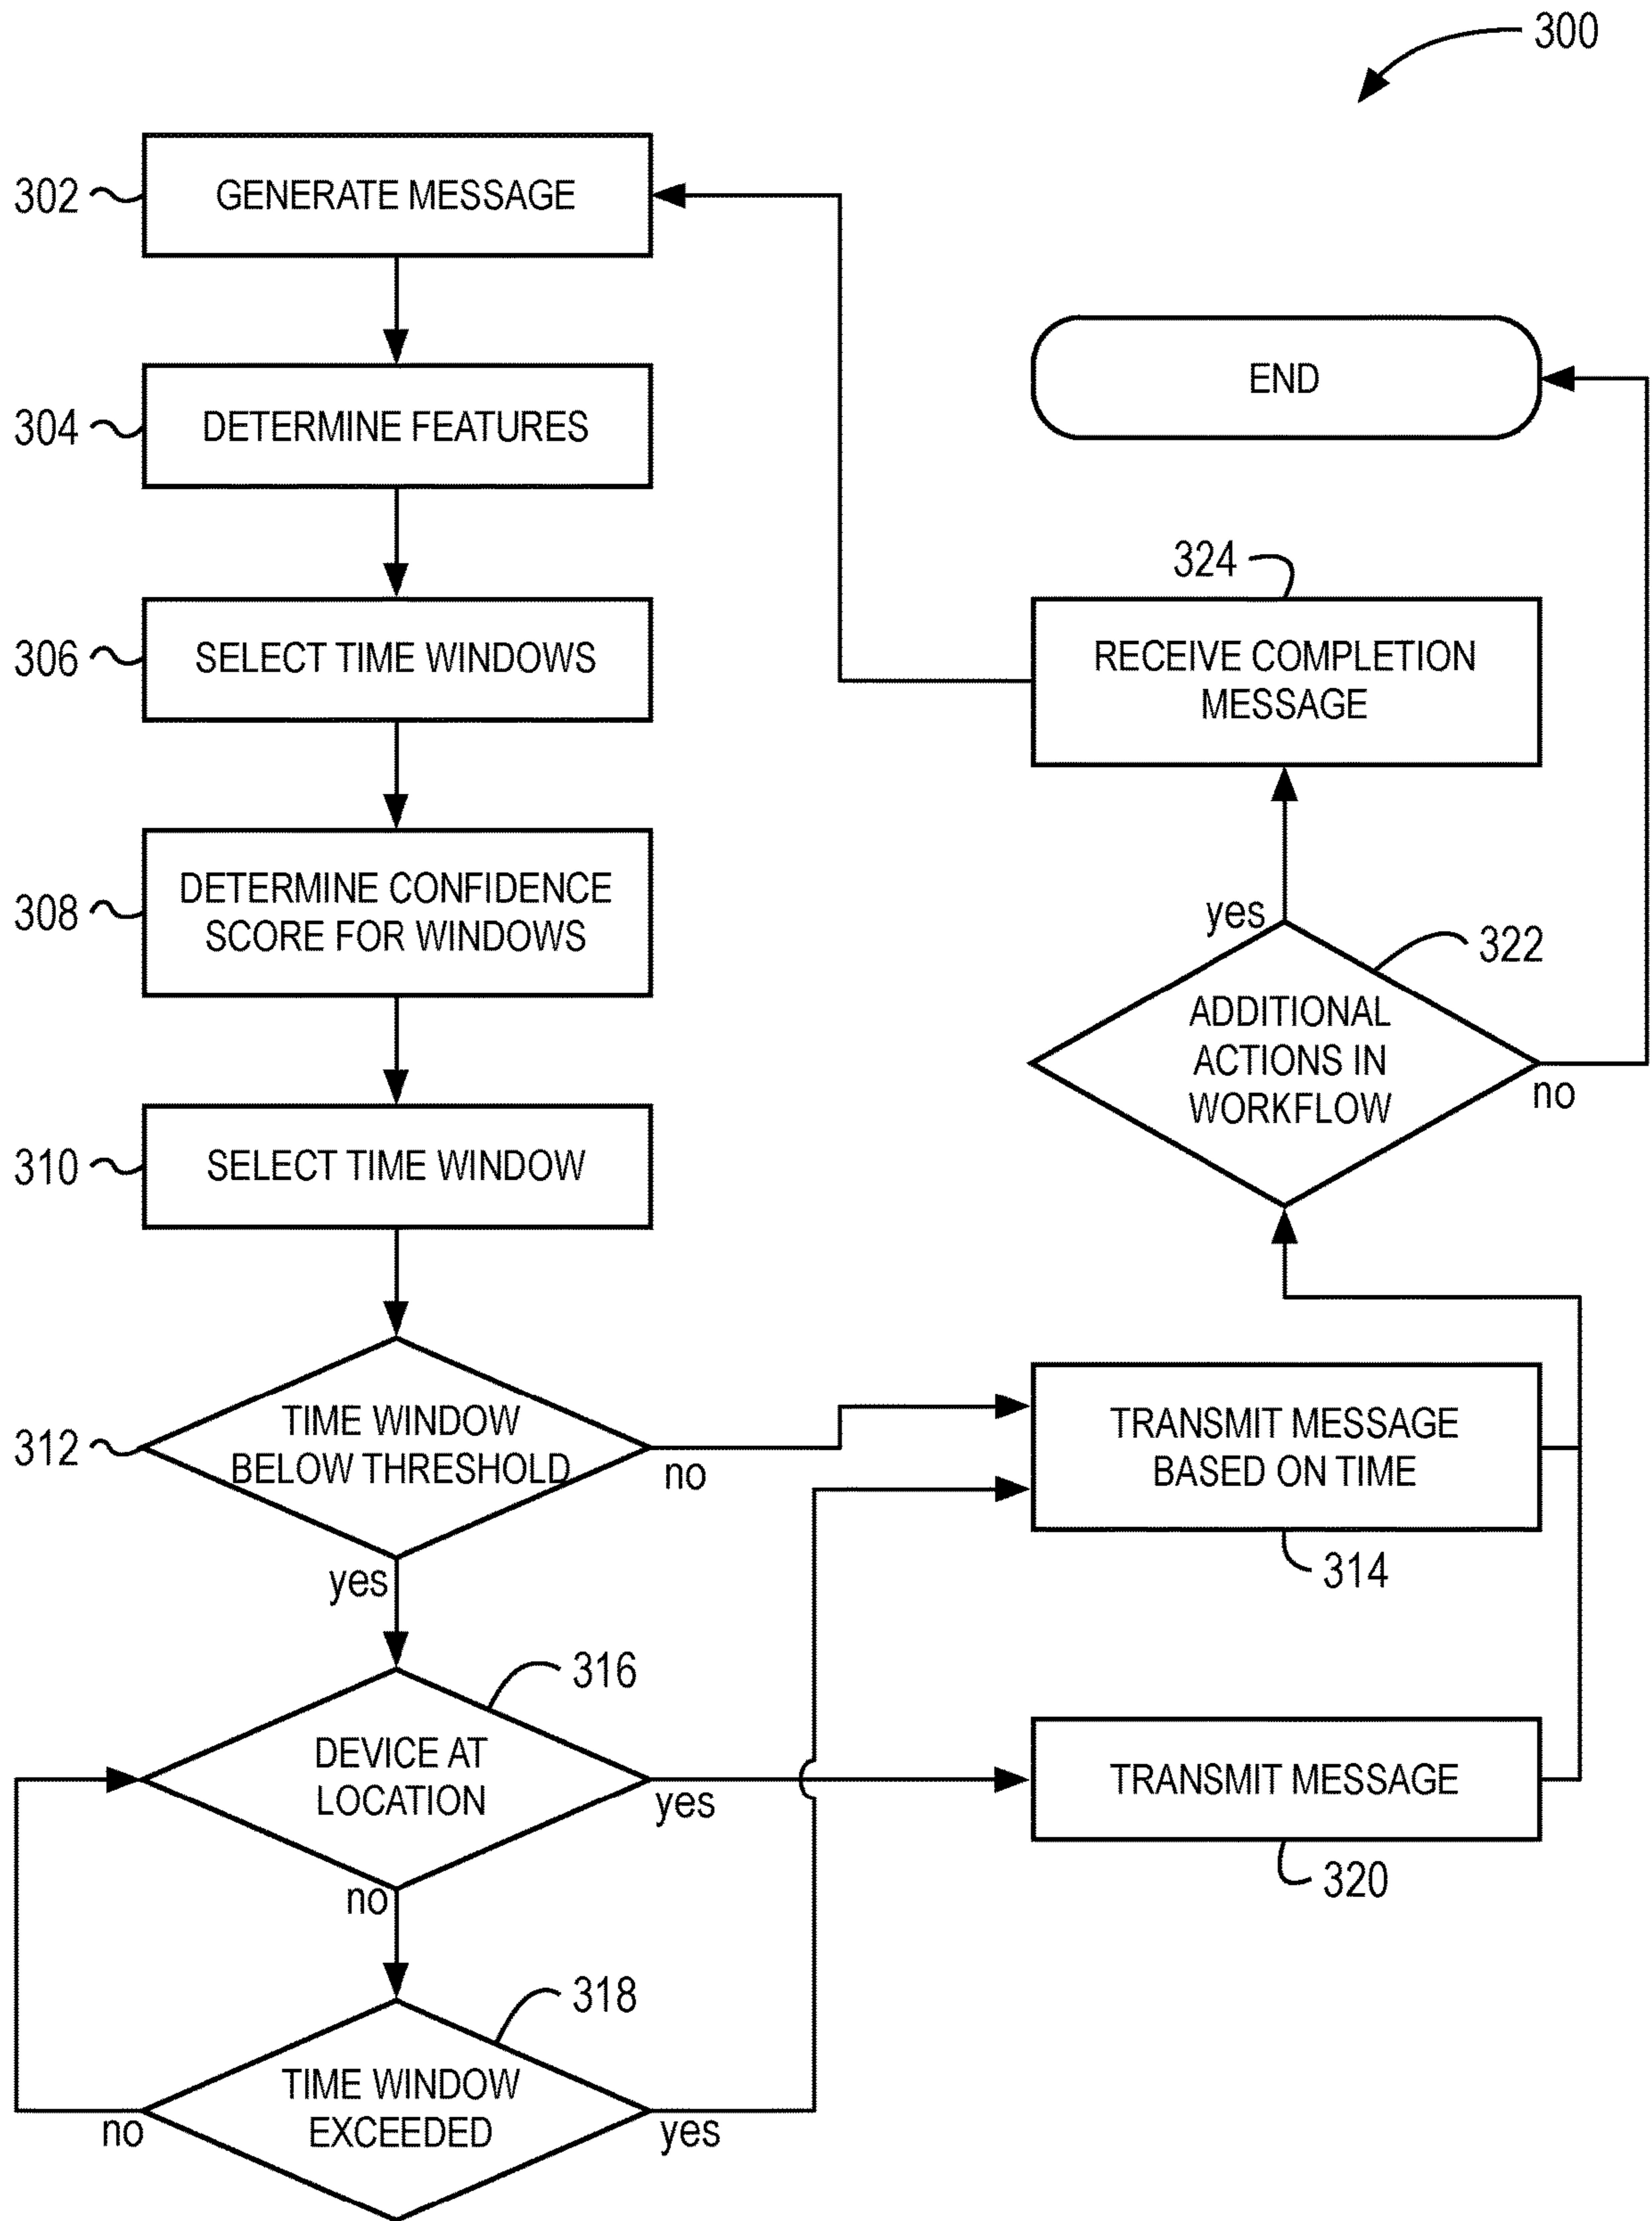 300
302
GENERATE MESSAGE
304
DETERMINE FEATURES
END
324
306
SELECT TIME WINDOWS
RECEIVE COMPLETION
MESSAGE
308
DETERMINE CONFIDENCE
SCORE FOR WINDOWS
yes
322
ADDITIONAL
ACTIONS IN
WORKFLOW
no
310
SELECT TIME WINDOW
312
TIME WINDOW
BELOW THRESHOLD
no
yes
TRANSMIT MESSAGE
BASED ON TIME
314
316
DEVICE AT
LOCATION
yes
no
TRANSMIT MESSAGE
320
318
TIME WINDOW
EXCEEDED
no
yes